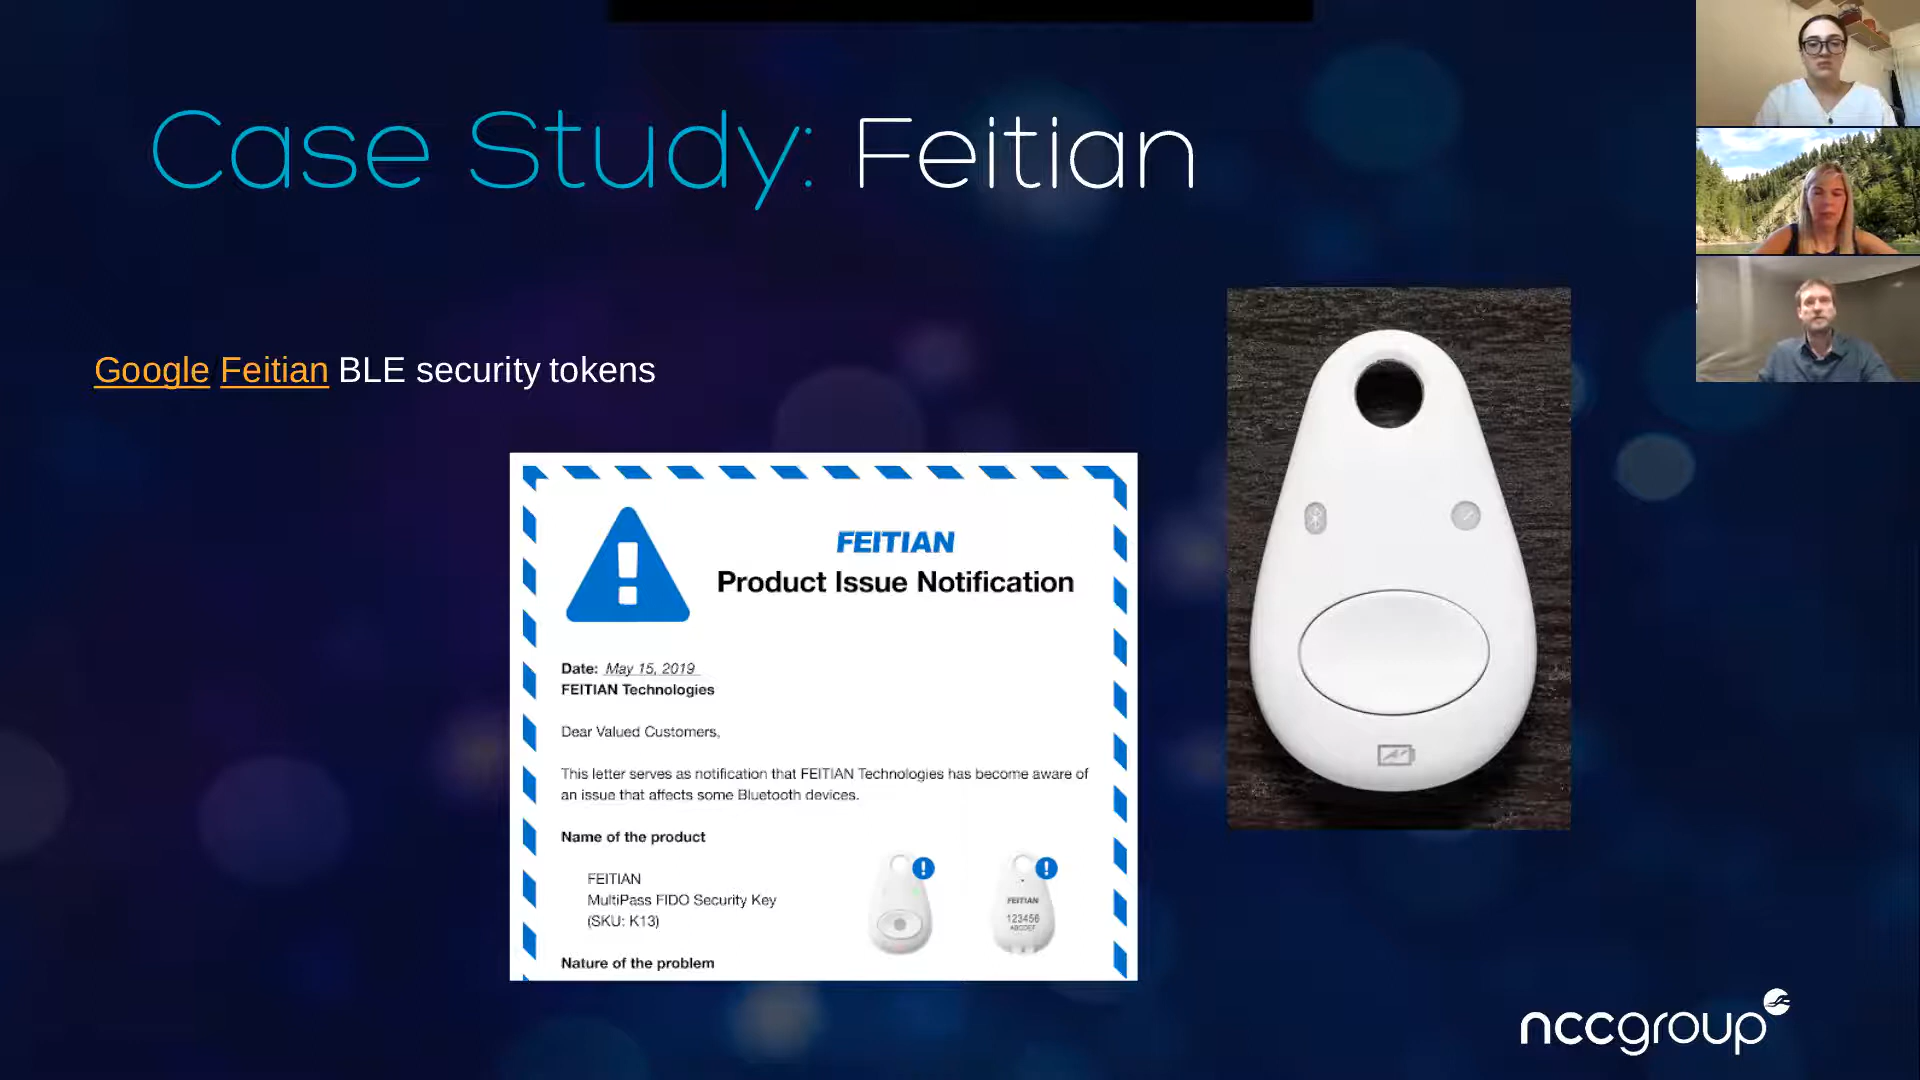 Case Study: Feitian
Google Feitian BLE security tokens
FEITIAN
Product Issue Notification
Date: May 15, 2019
FEITIAN Technologies
Dear Valued Customers,
This letter serves as notification that FEITIAN Technologies has become aware of
an issue that affects some Bluetooth devices.
Name of the product
FEITIAN
MultiPass FIDO Security Key
(SKU: K13)
FEITIAN
123456
ABCDEF
Nature of the problem
nccgroup